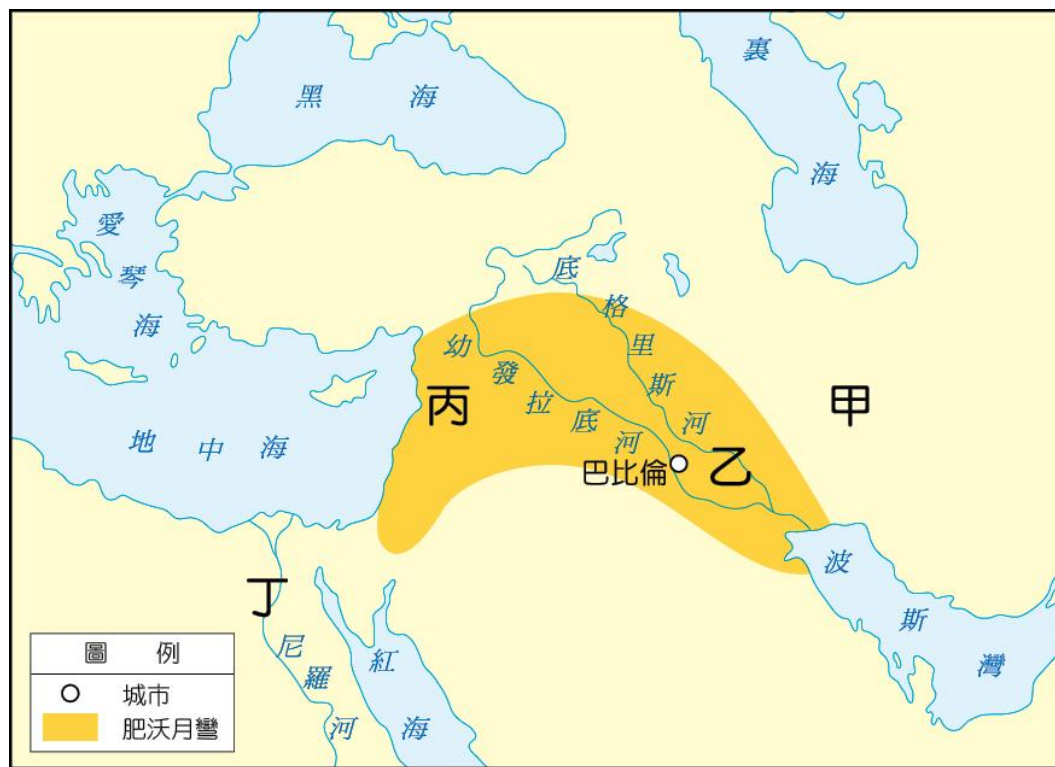 黑海
裏海
愛琴海
地中海
底格里斯河
幼發拉底河
丙
甲
乙
巴比倫
丁
尼羅河
紅海
波斯灣
圖例
城市
肥沃月彎